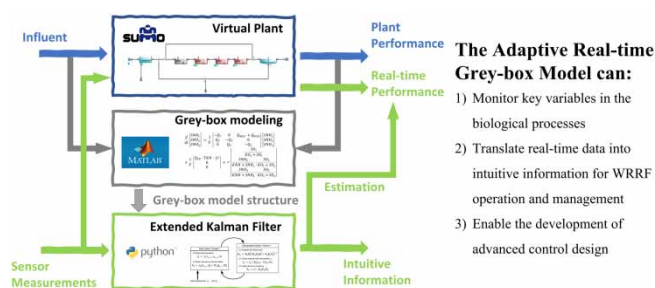 Influent
Virtual Plant
SUMO
Plant
Performance
Real-time
Performance
Grey-box modeling
MATLAB
Grey-box model structure
Estimation
Extended Kalman Filter
python
Sensor
Measurements
Intuitive
Information
The Adaptive Real-time
Grey-box Model can:
1) Monitor key variables in the
biological processes
2) Translate real-time data into
intuitive information for WRRF
operation and management
3) Enable the development of
advanced control design